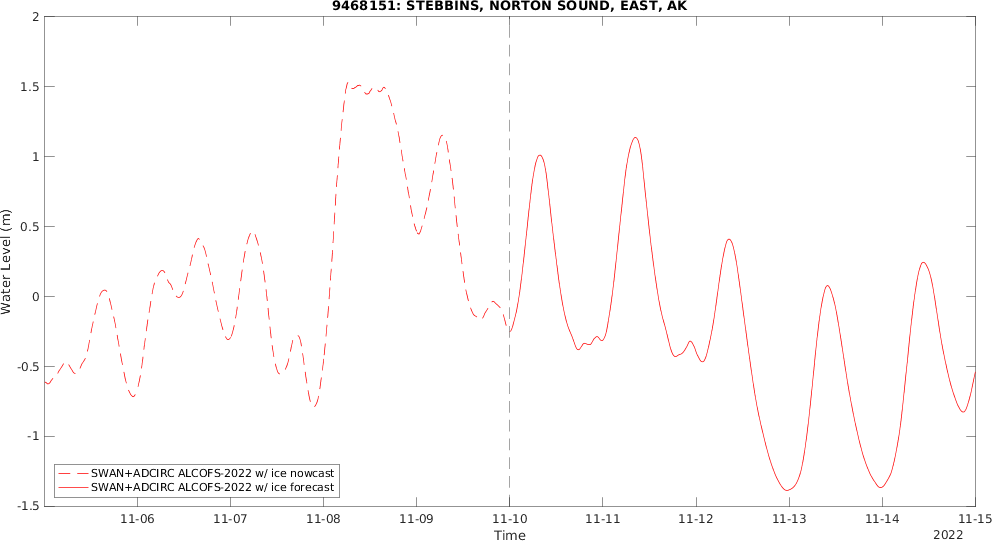 9468151: STEBBINS, NORTON SOUND, EAST, AK
2
1.5
1
0.5
0
-0.5
-1
-1.5
Water Level (m)
SWAN+ADCIRC ALCOFS-2022 w/ ice nowcast
SWAN+ADCIRC ALCOFS-2022 w/ ice forecast
11-06 11-07 11-08 11-09 11-10 11-11 11-12 11-13 11-14 11-15
Time
2022